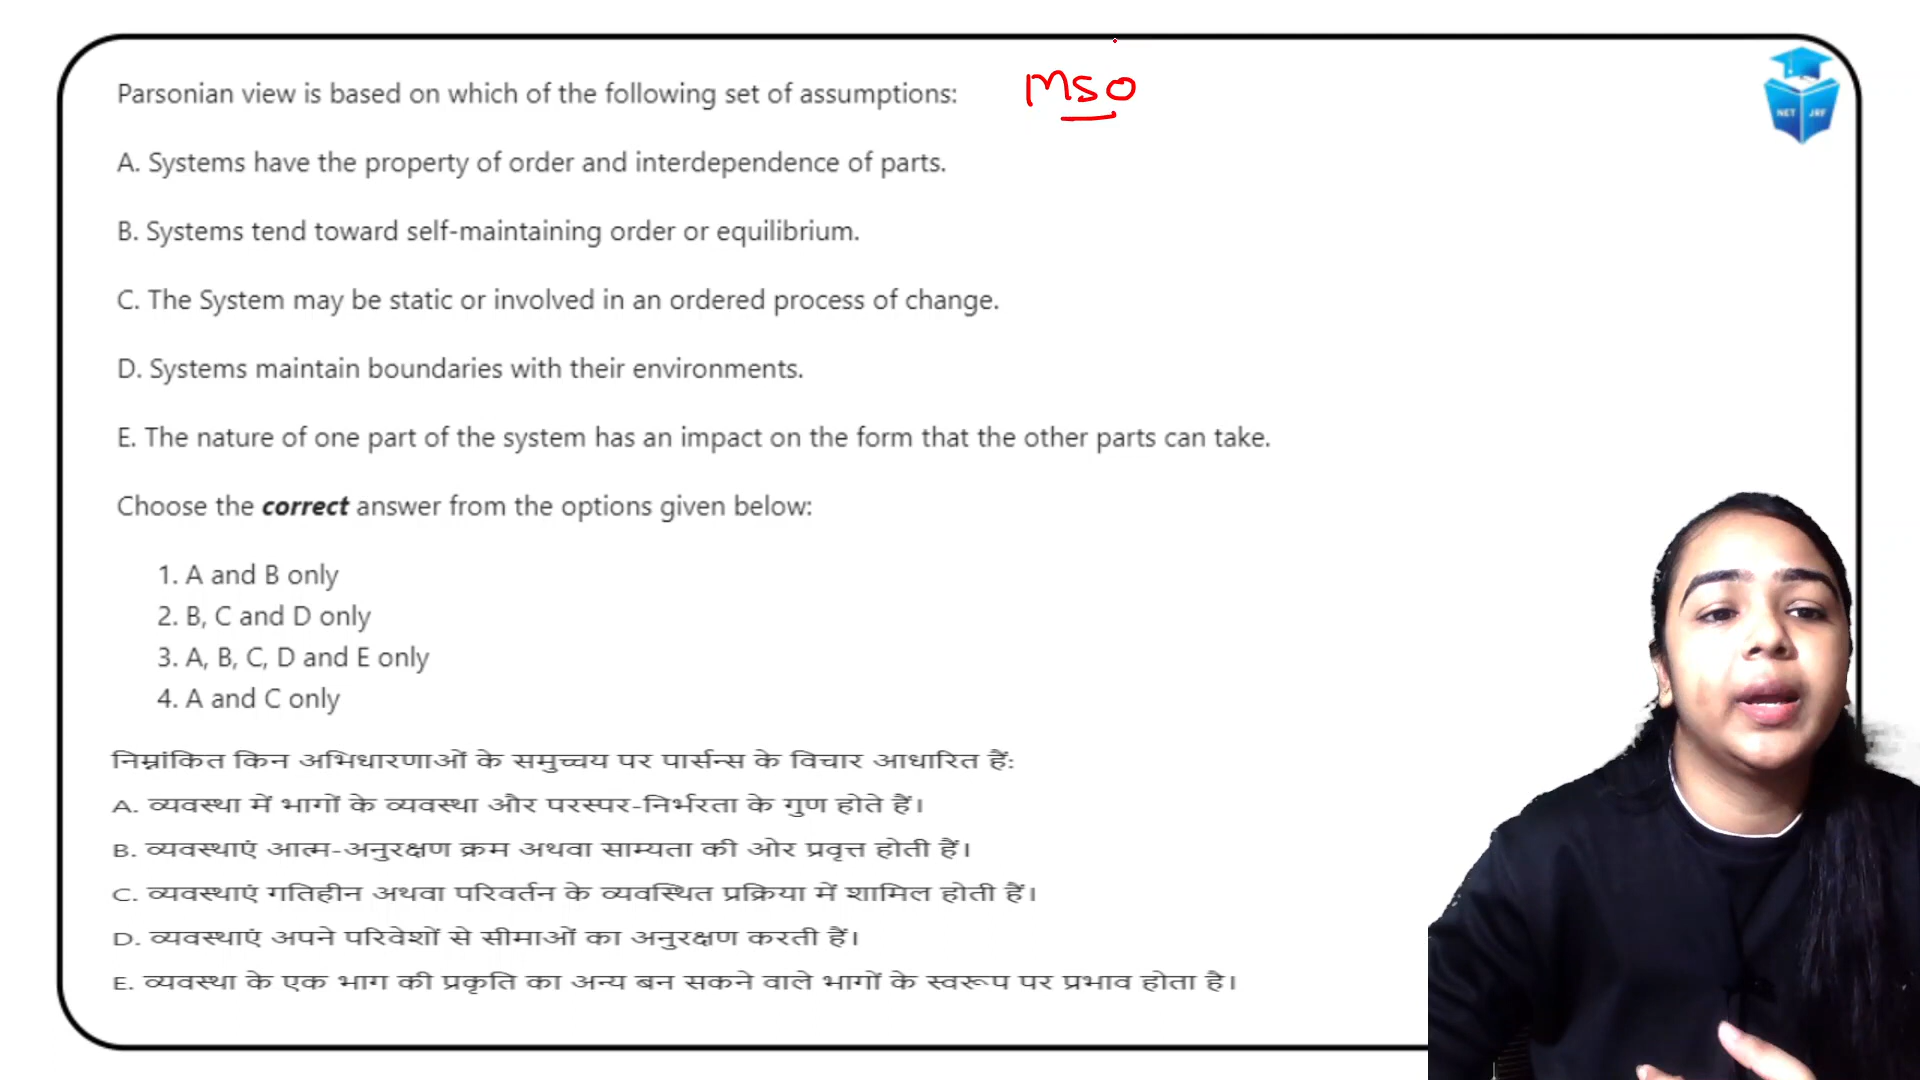 Parsonian view is based on which of the following set of assumptions: MSO
NET JRF
A. Systems have the property of order and interdependence of parts.
B. Systems tend toward self-maintaining order or equilibrium.
C. The System may be static or involved in an ordered process of change.
D. Systems maintain boundaries with their environments.
E. The nature of one part of the system has an impact on the form that the other parts can take.
Choose the correct answer from the options given below:
1. A and B only
2. B, C and D only
3. A, B, C, D and E only
4. A and C only
निम्नांकित किन अभिधारणाओं के समुच्चय पर पार्सन्स के विचार आधारित हैं:
A. व्यवस्था में भागों के व्यवस्था और परस्पर-निर्भरता के गुण होते हैं।
B. व्यवस्थाएं आत्म-अनुरक्षण क्रम अथवा साम्यता की ओर प्रवृत्त होती हैं।
C. व्यवस्थाएं गतिहीन अथवा परिवर्तन के व्यवस्थित प्रक्रिया में शामिल होती हैं।
D. व्यवस्थाएं अपने परिवेशों से सीमाओं का अनुरक्षण करती हैं।
E. व्यवस्था के एक भाग की प्रकृति का अन्य बन सकने वाले भागों के स्वरूप पर प्रभाव होता है।